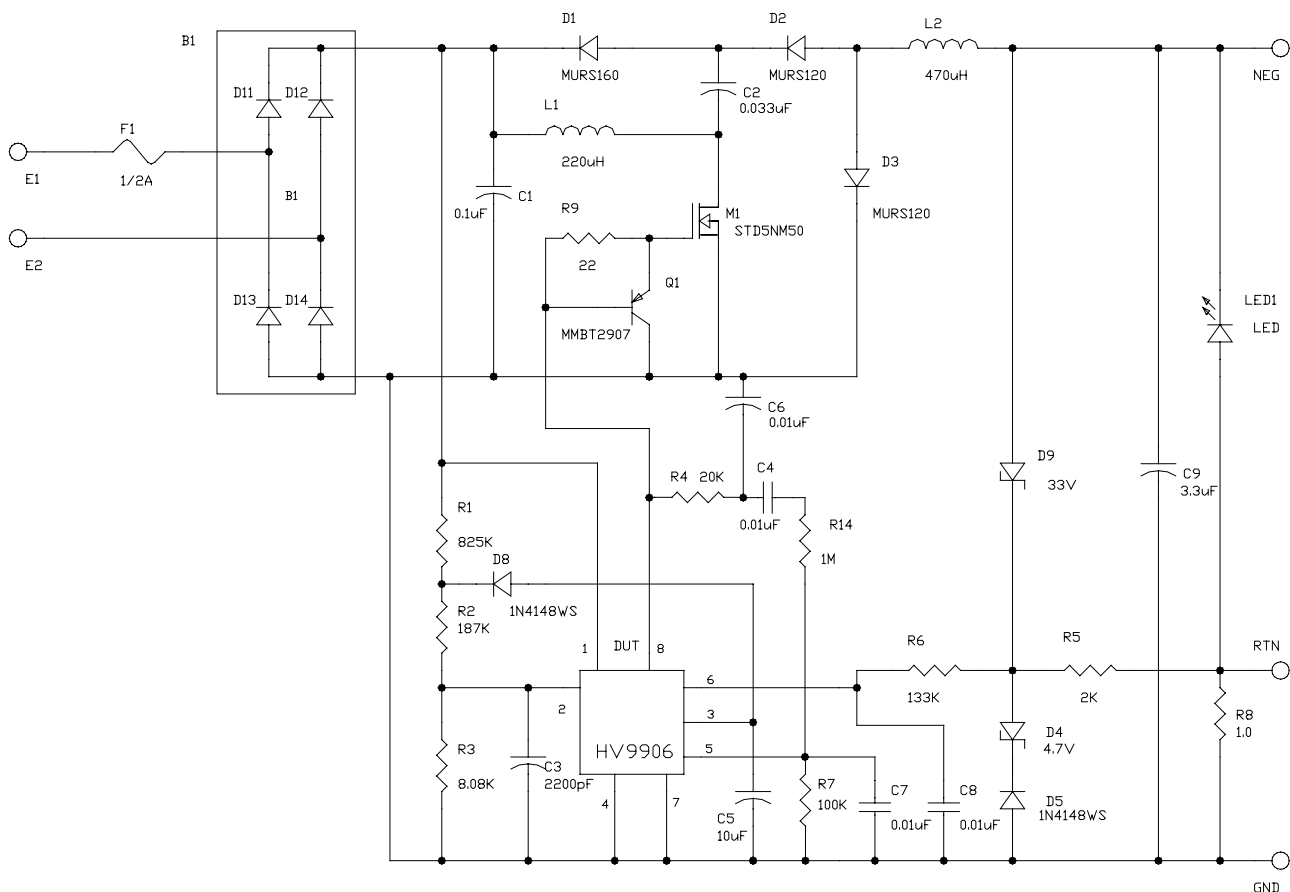 B1
D1
D2
L2
MURS160
MURS120
470uH
NEG
D11
D12
C2
0.033uF
L1
F1
220uH
D3
E1
1/2A
B1
C1
0.1uF
R9
M1
STD5NM50
MURS120
E2
22
Q1
D13
D14
LED1
LED
MMBT2907
C6
0.01uF
R4 20K
C4
D9
33V
C9
3.3uF
R1
825K
0.01uF
R14
1M
D8
1N4148WS
R2
187K
1
DUT
8
R6
R5
RTN
2
6
133K
2K
3
R3
8.08K
C3
2200pF
HV9906
5
D4
4.7V
R8
1.0
4
7
C5
10uF
R7
100K
C7
0.01uF
C8
0.01uF
D5
1N4148WS
GND